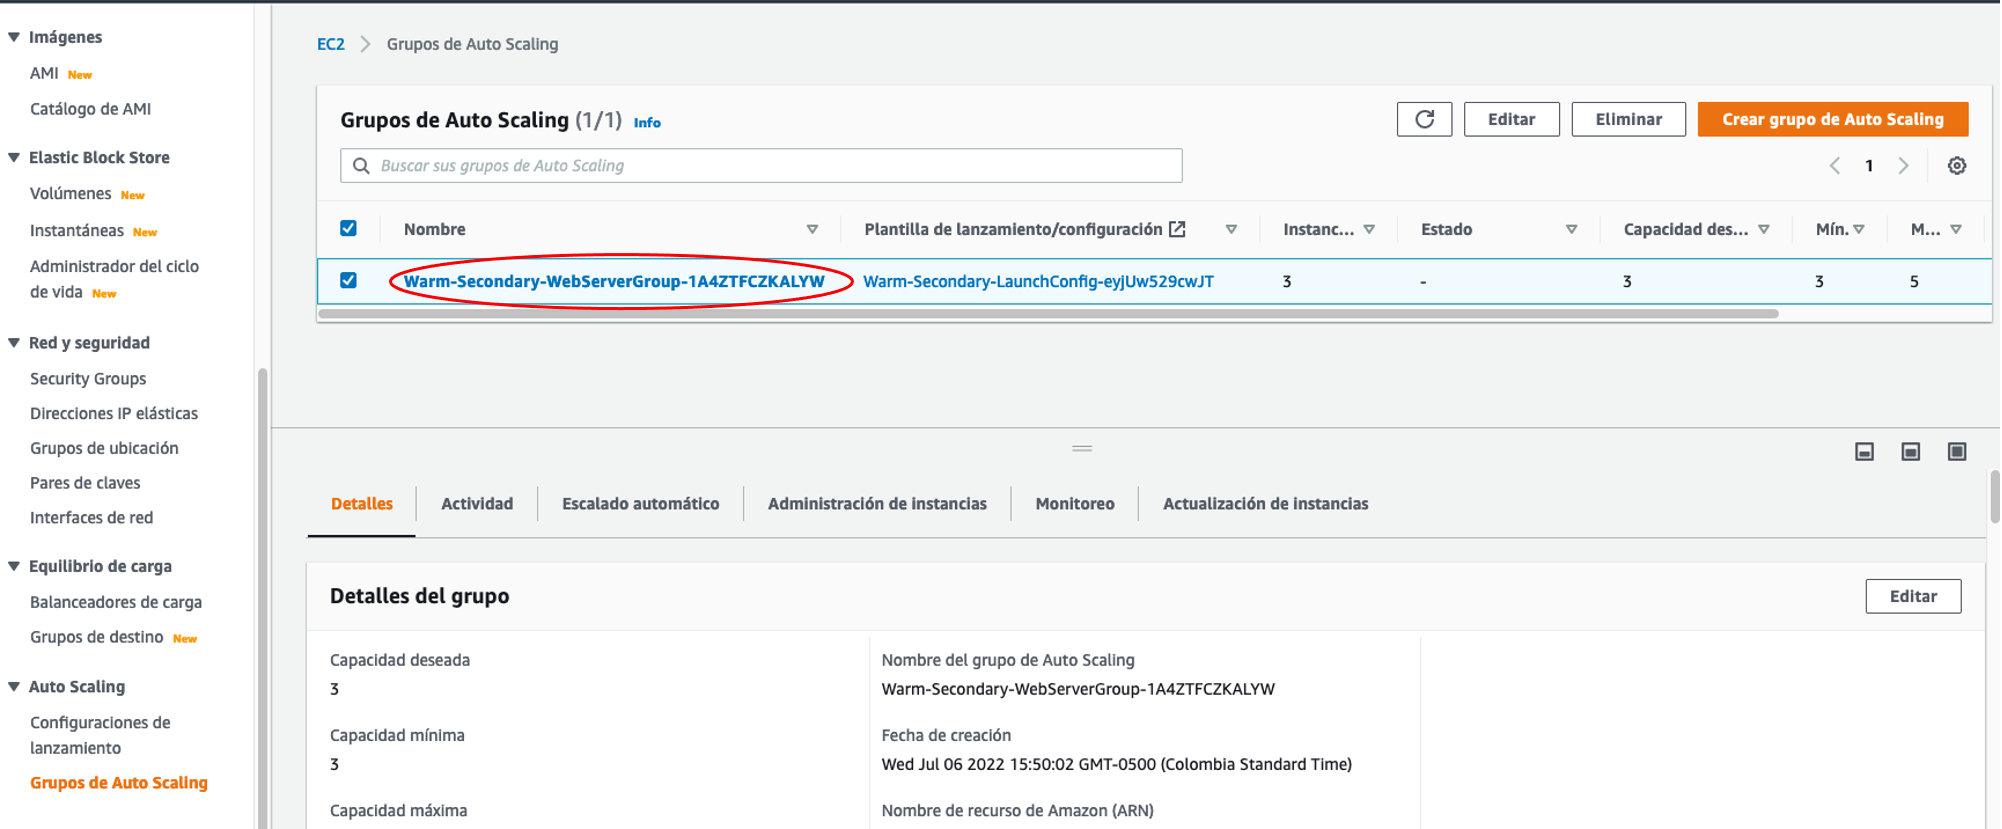 Imágenes
AMI New
Catálogo de AMI
Elastic Block Store
Volúmenes New
Instantáneas New
Administrador del ciclo
de vida New
Red y seguridad
Security Groups
Direcciones IP elásticas
Grupos de ubicación
Pares de claves
Interfaces de red
Equilibrio de carga
Balanceadores de carga
Grupos de destino New
Auto Scaling
Configuraciones de
lanzamiento
Grupos de Auto Scaling
EC2 Grupos de Auto Scaling
Grupos de Auto Scaling (1/1) Info
Editar Eliminar Crear grupo de Auto Scaling
Buscar sus grupos de Auto Scaling
1
Nombre Plantilla de lanzamiento/configuración Instanc... Estado Capacidad des... Mín. M...
Warm-Secondary-WebServerGroup-1A4ZTFCZKALYW Warm-Secondary-LaunchConfig-eyjUw529cwJT 3 - 3 3 5
Detalles Actividad Escalado automático Administración de instancias Monitoreo Actualización de instancias
Detalles del grupo Editar
Capacidad deseada
3
Capacidad mínima
3
Capacidad máxima
Nombre del grupo de Auto Scaling
Warm-Secondary-WebServerGroup-1A4ZTFCZKALYW
Fecha de creación
Wed Jul 06 2022 15:50:02 GMT-0500 (Colombia Standard Time)
Nombre de recurso de Amazon (ARN)